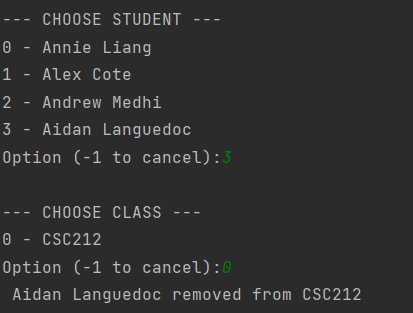 --- CHOOSE STUDENT ---
0 - Annie Liang
1 - Alex Cote
2 - Andrew Medhi
3 - Aidan Languedoc
Option (-1 to cancel):3
--- CHOOSE CLASS ---
0 - CSC212
Option (-1 to cancel):0
Aidan Languedoc removed from CSC212